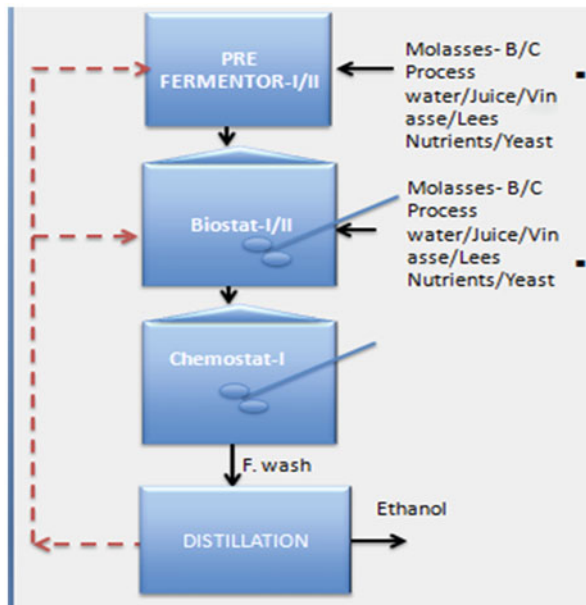 PRE
FERMENTOR-I/II
Molasses- B/C
Process
water/Juice/Vin
asse/Lees
Nutrients/Yeast
Biostat-I/II
Molasses- B/C
Process
water/Juice/Vin
asse/Lees
Nutrients/Yeast
Chemostat-I
F. wash
DISTILLATION
Ethanol